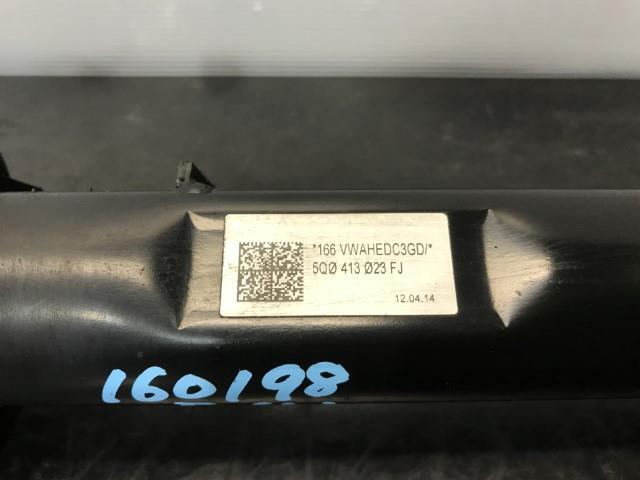 *166 VWAHEDC3GD/*
5QØ 413 Ø23 FJ
12.04.14
160198